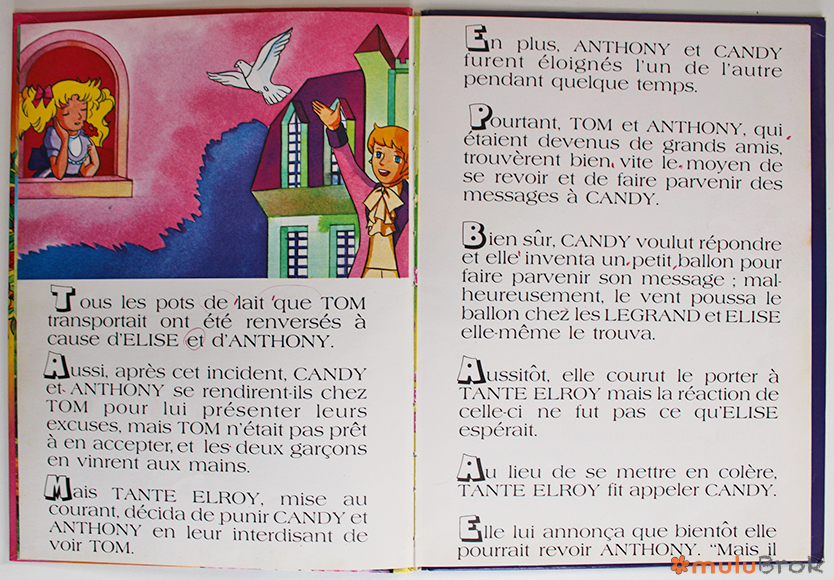 Tous les pots de lait que TOM
transportait ont été renversés à
cause d'ELISE et d'ANTHONY.
Aussi, après cet incident, CANDY
et ANTHONY se rendirent-ils chez
TOM pour lui présenter leurs
excuses, mais TOM n'était pas prêt
à en accepter, et les deux garçons
en vinrent aux mains.
Mais TANTE ELROY, mise au
courant, décida de punir CANDY et
ANTHONY en leur interdisant de
voir TOM.
En plus, ANTHONY et CANDY
furent éloignés l'un de l'autre
pendant quelque temps.
Pourtant, TOM et ANTHONY, qui
étaient devenus de grands amis,
trouvèrent bien vite le moyen de
se revoir et de faire parvenir des
messages à CANDY.
Bien sûr, CANDY voulut répondre
et elle inventa un petit ballon pour
faire parvenir son message ; mal-
heureusement, le vent poussa le
ballon chez les LEGRAND et ELISE
elle-même le trouva.
Aussitôt, elle courut le porter à
TANTE ELROY mais la réaction de
celle-ci ne fut pas ce qu'ELISE
espérait.
Au lieu de se mettre en colère,
TANTE ELROY fit appeler CANDY.
Elle lui annonça que bientôt elle
pourrait revoir ANTHONY. "Mais il
muluBrok